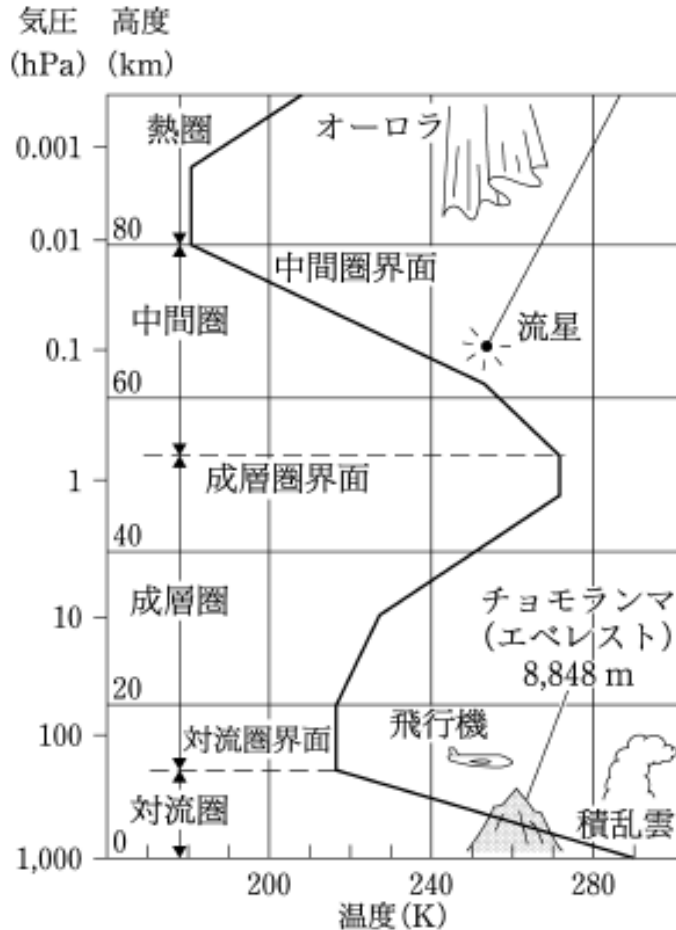 気圧 高度
(hPa) (km)
熱圏
オーロラ
0.001
0.01
80
中間圏界面
中間圏
流星
0.1
60
成層圏界面
1
40
成層圏
チョモランマ
(エベレスト)
8,848 m
10
20
飛行機
100
対流圏界面
対流圏
積乱雲
0
1,000
200 240 280
温度(K)